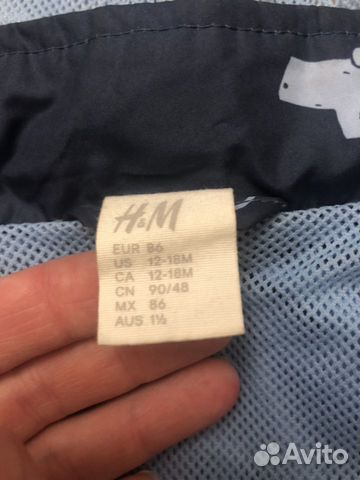 H&M
EUR 86
US 12-18M
CA 12-18M
CN 90/48
MX 86
AUS 1½
Avito